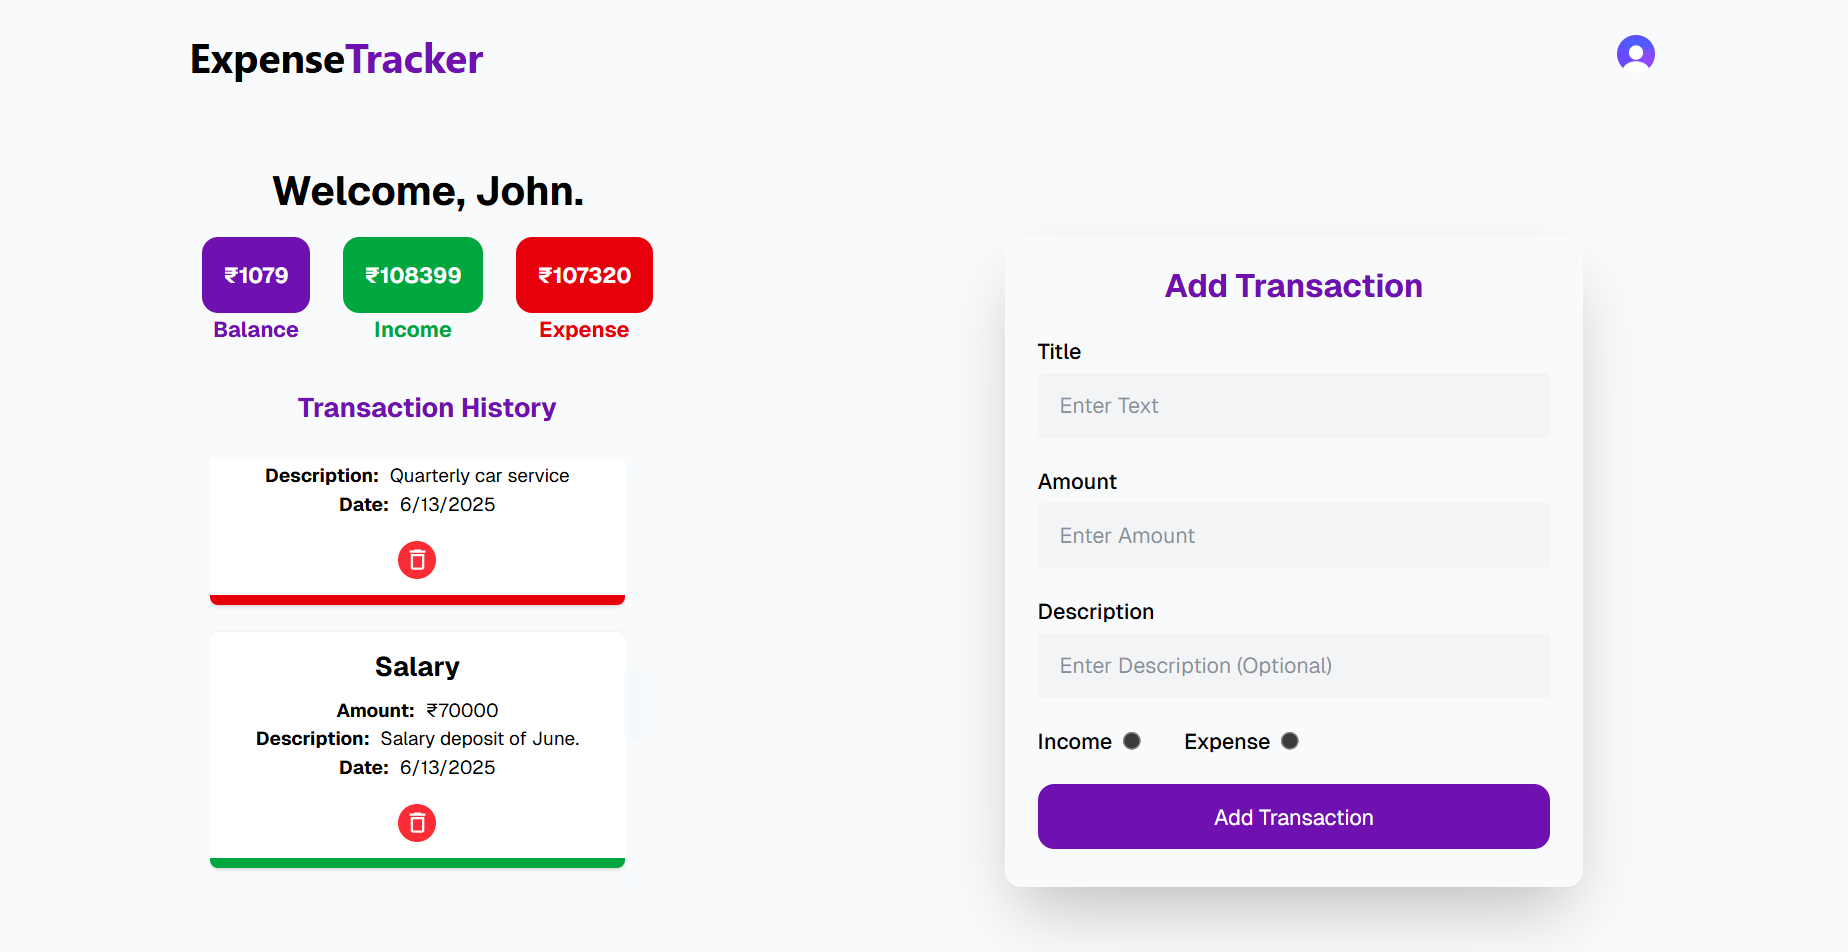 ExpenseTracker
Welcome, John.
₹1079 ₹108399 ₹107320
Balance Income Expense
Transaction History
Description: Quarterly car service
Date: 6/13/2025
Salary
Amount: ₹70000
Description: Salary deposit of June.
Date: 6/13/2025
Add Transaction
Title
Enter Text
Amount
Enter Amount
Description
Enter Description (Optional)
Income Expense
Add Transaction